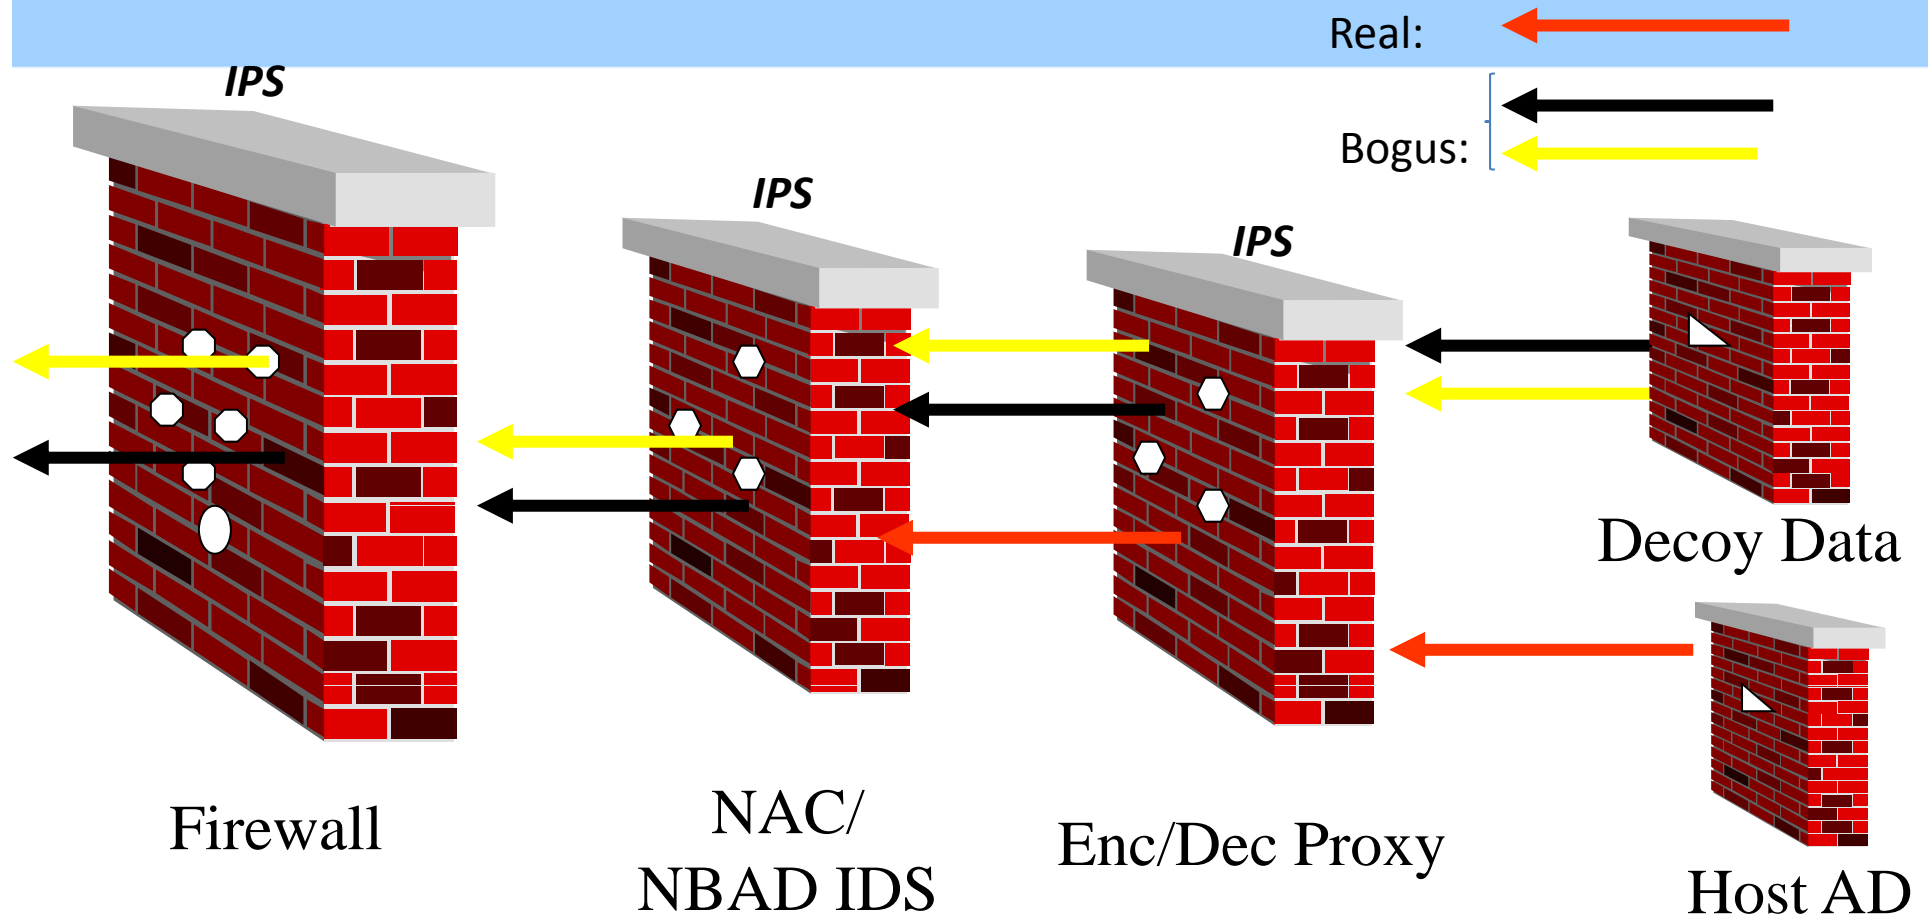 Real:
IPS
Bogus:
IPS
IPS
Decoy Data
Firewall
NAC/
NBAD IDS
Enc/Dec Proxy
Host AD